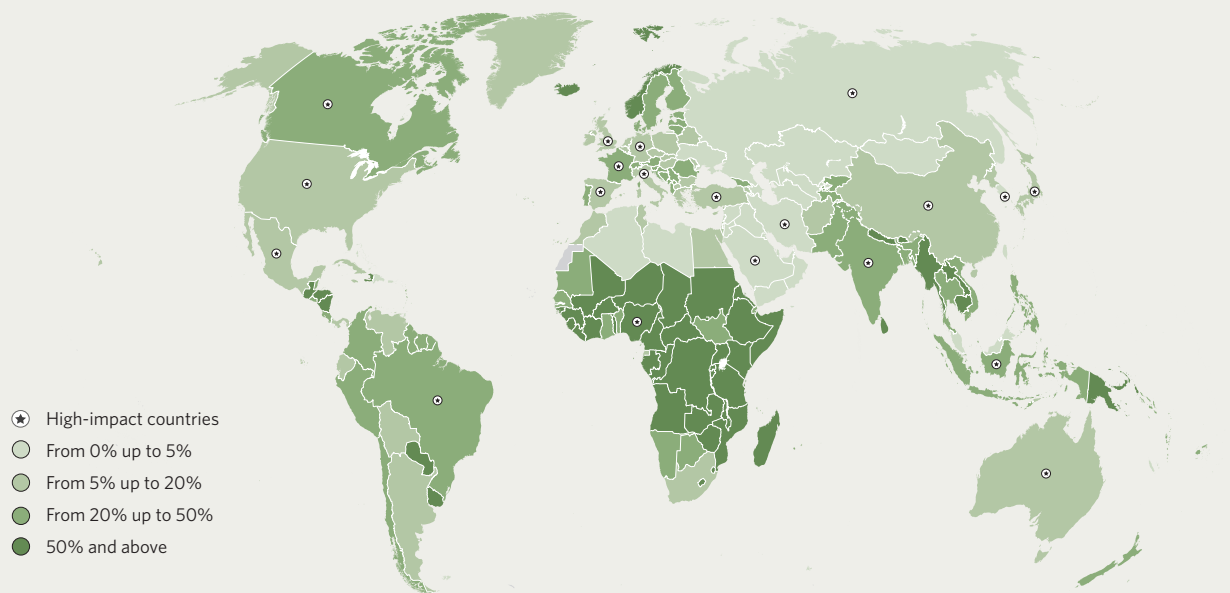 High-impact countries
From 0% up to 5%
From 5% up to 20%
From 20% up to 50%
50% and above